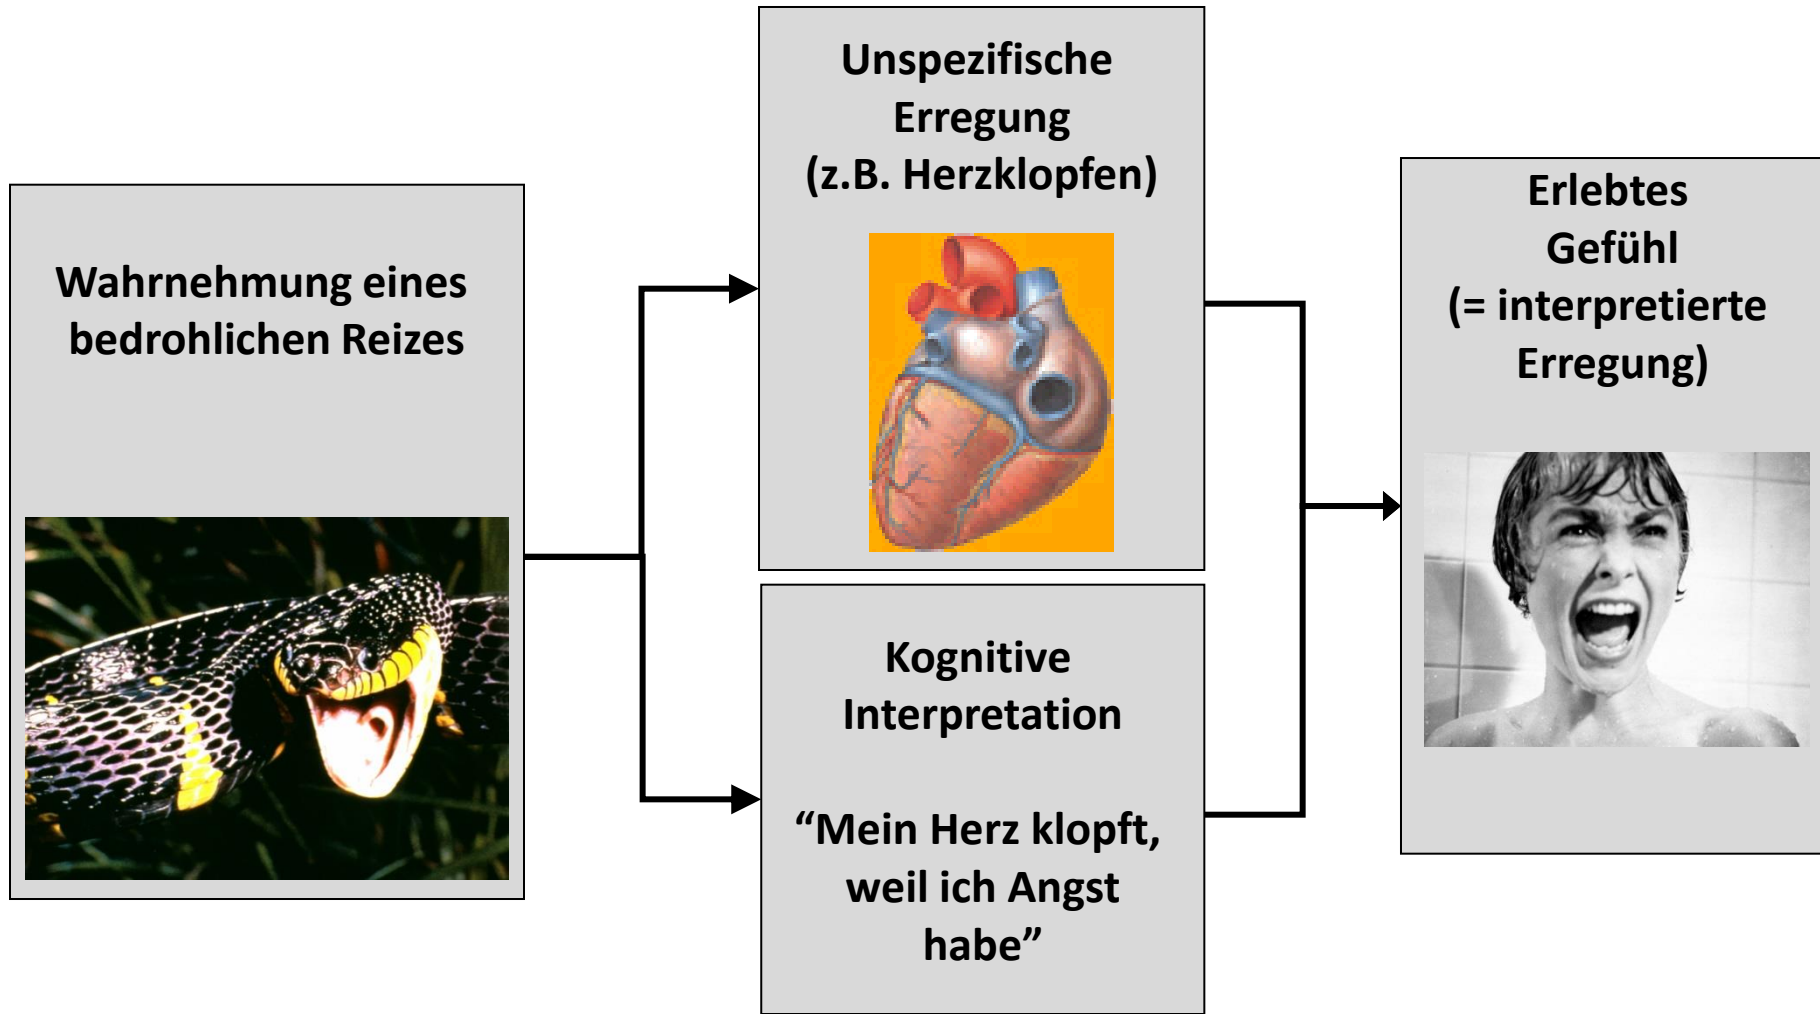 Wahrnehmung eines
bedrohlichen Reizes
Unspezifische
Erregung
(z.B. Herzklopfen)
Kognitive
Interpretation
“Mein Herz klopft,
weil ich Angst
habe”
Erlebtes
Gefühl
(= interpretierte
Erregung)